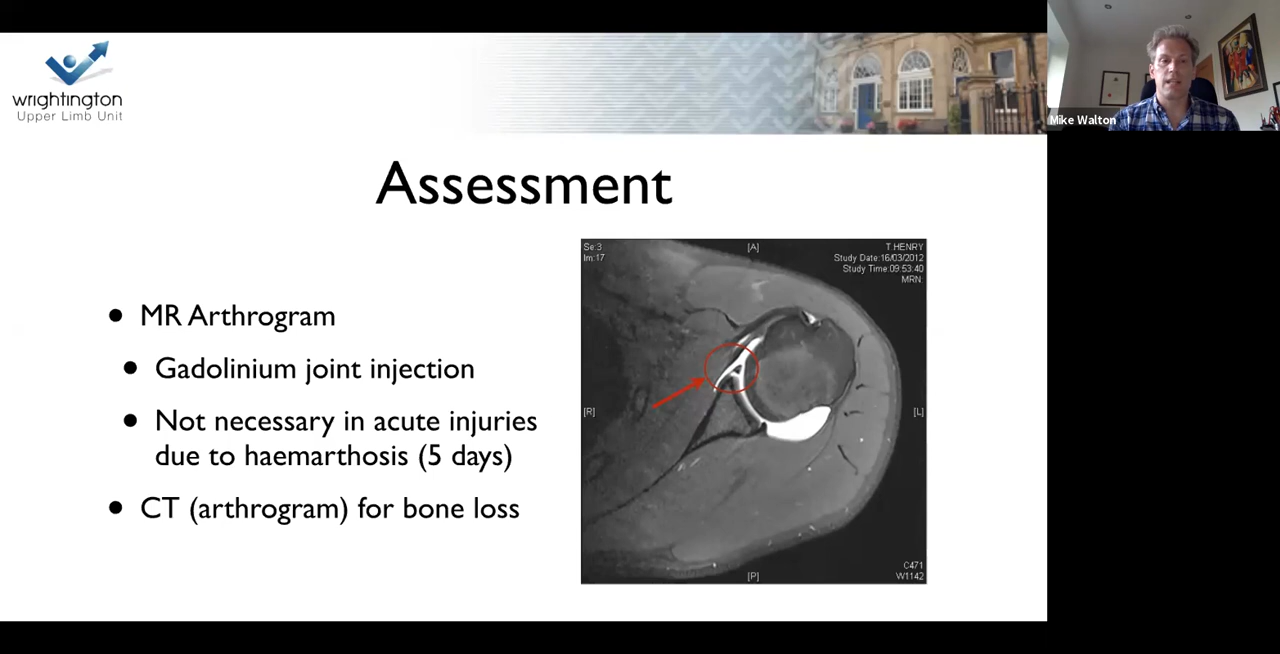 wrightington
Upper Limb Unit
Mike Walton
Assessment
• MR Arthrogram
• Gadolinium joint injection
• Not necessary in acute injuries
due to haemarthosis (5 days)
• CT (arthrogram) for bone loss
Se:3
Im:17
[A]
T.HENRY
Study Date:16/03/2012
Study Time:09:53:40
MRN.
[R]
[L]
[P]
C471
W1142